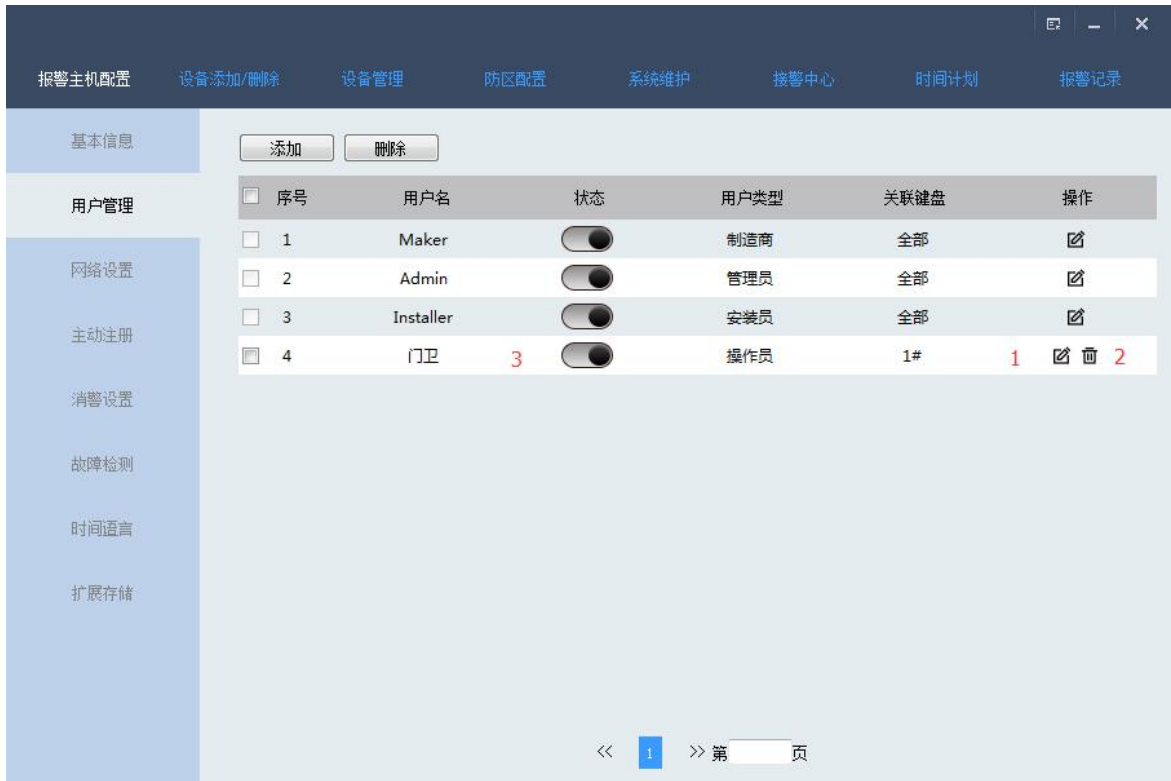 报警主机配置 设备添加/删除 设备管理 防区配置 系统维护 接警中心 时间计划 报警记录
基本信息
用户管理
网络设置
主动注册
消警设置
故障检测
时间语言
扩展存储
添加 删除
序号 用户名 状态 用户类型 关联键盘 操作
1 Maker 制造商 全部
2 Admin 管理员 全部
3 Installer 安装员 全部
4 门卫 3 操作员 1# 1 2
<< 1 >> 第 页